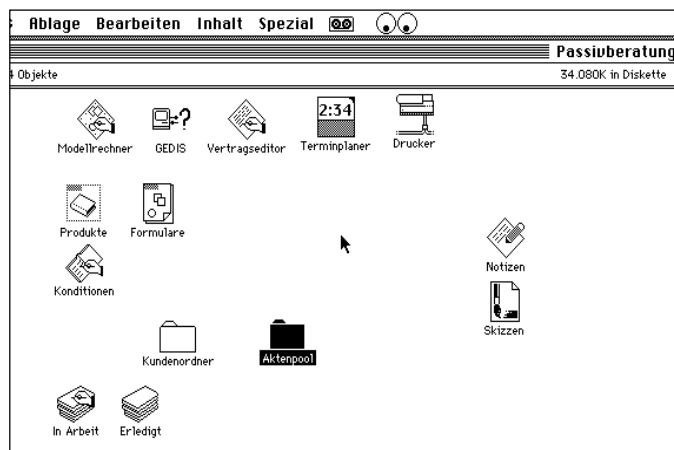 Ablage Bearbeiten Inhalt Spezial
Passivberatung
4 Objekte 34.080K in Diskette
2:34
Modellrechner GEDIS Vertragseditor Terminplaner Drucker
Produkte Formulare
Notizen
Konditionen
Skizzen
Kundenordner Aktenpool
In Arbeit Erledigt